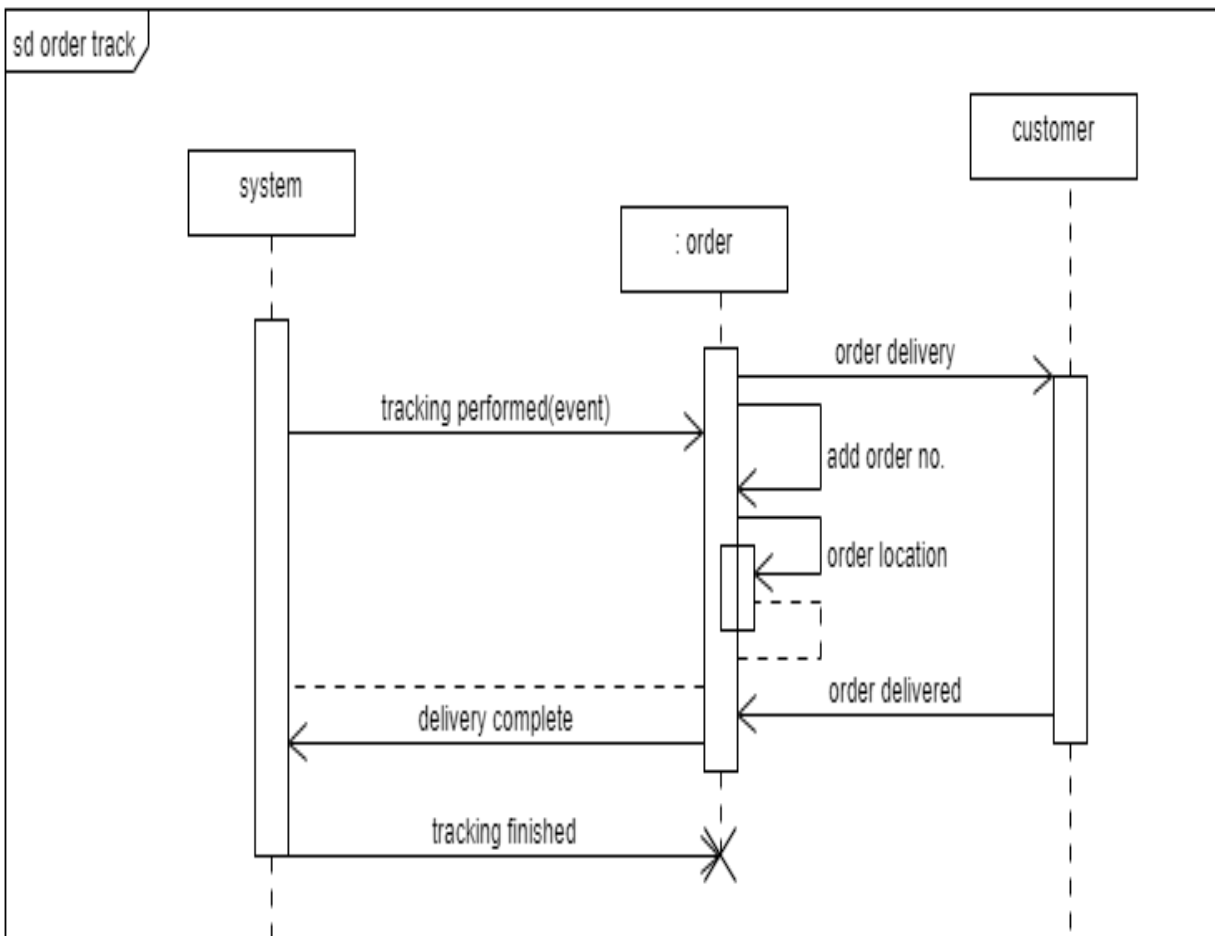 sd order track
customer
system
: order
order delivery
tracking performed(event)
add order no.
order location
order delivered
delivery complete
tracking finished